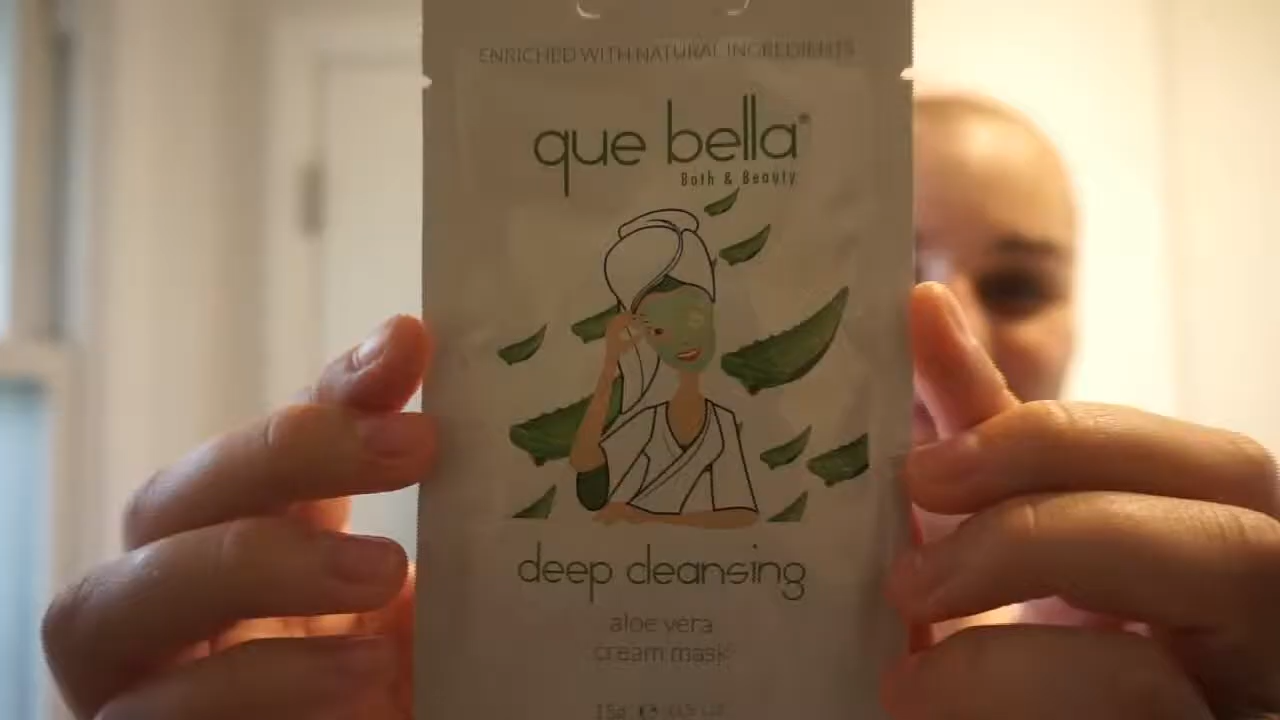 ENRICHED WITH NATURAL INGREDIENTS
que bella®
Bath & Beauty
deep cleansing
aloe vera
cream mask